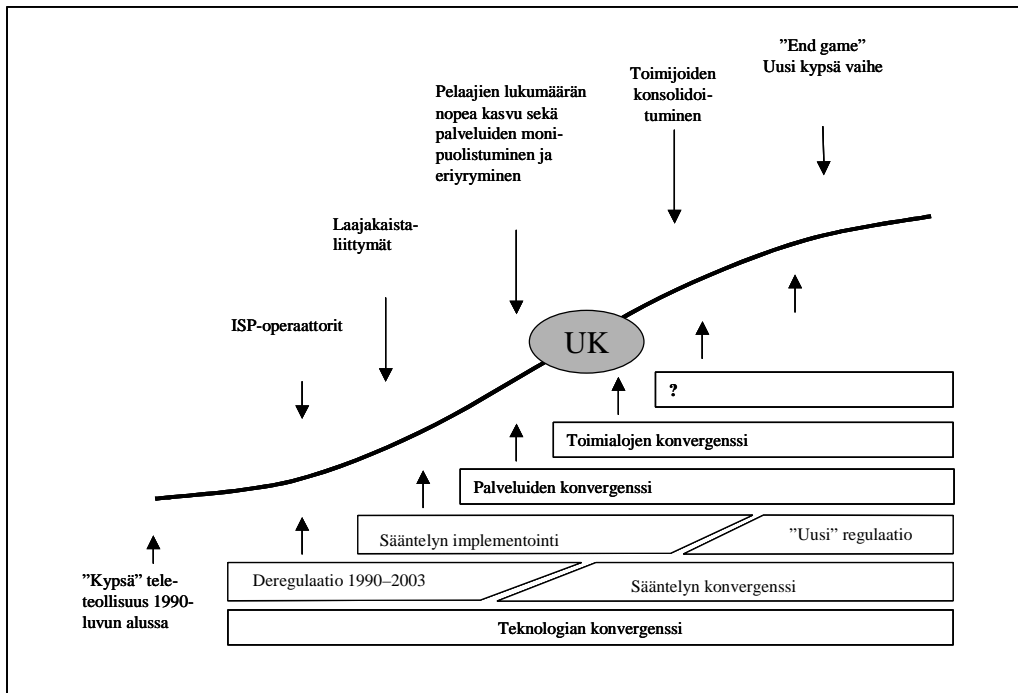 ”End game”
Uusi kypsä vaihe
Toimijoiden
konsolidoi-
tuminen
Pelaajien lukumäärän
nopea kasvu sekä
palveluiden moni-
puolistuminen ja
eriyryminen
Laajakaista-
liittymät
ISP-operaattorit
UK
?
Toimialojen konvergenssi
Palveluiden konvergenssi
Sääntelyn implementointi
”Uusi” regulaatio
”Kypsä” tele-
teollisuus 1990-
luvun alussa
Deregulaatio 1990–2003
Sääntelyn konvergenssi
Teknologian konvergenssi